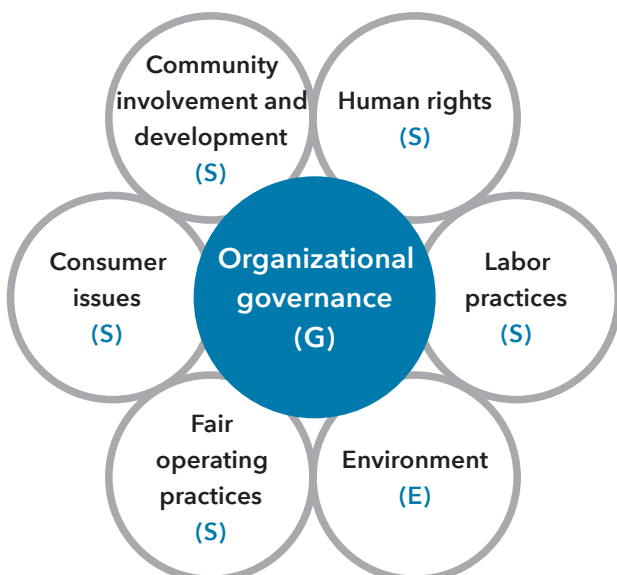 Community
involvement and
development
(S)
Human rights
(S)
Consumer
issues
(S)
Organizational
governance
(G)
Labor
practices
(S)
Fair
operating
practices
(S)
Environment
(E)